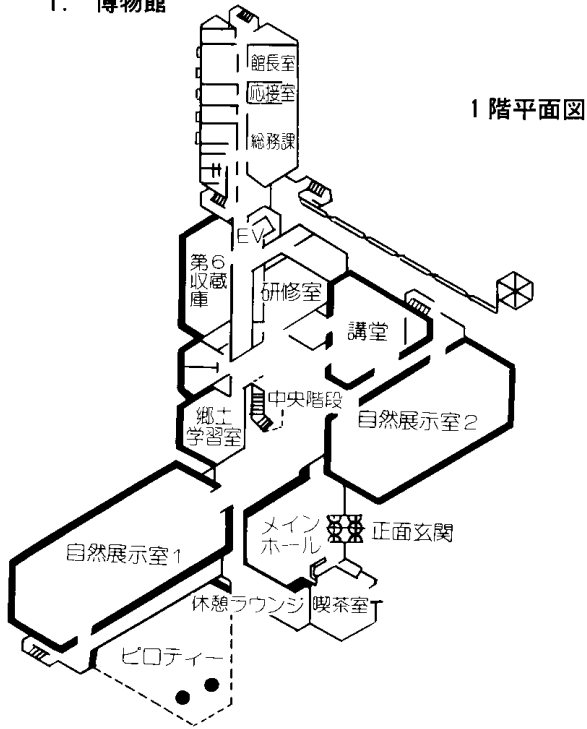 1. 博物館
1階平面図
館長室
応接室
総務課
EV
第6
収蔵
庫
研修室
講堂
中央階段
郷土
学習室
自然展示室2
メイン
ホール
正面玄関
自然展示室1
休憩ラウンジ
喫茶室
ピロティー